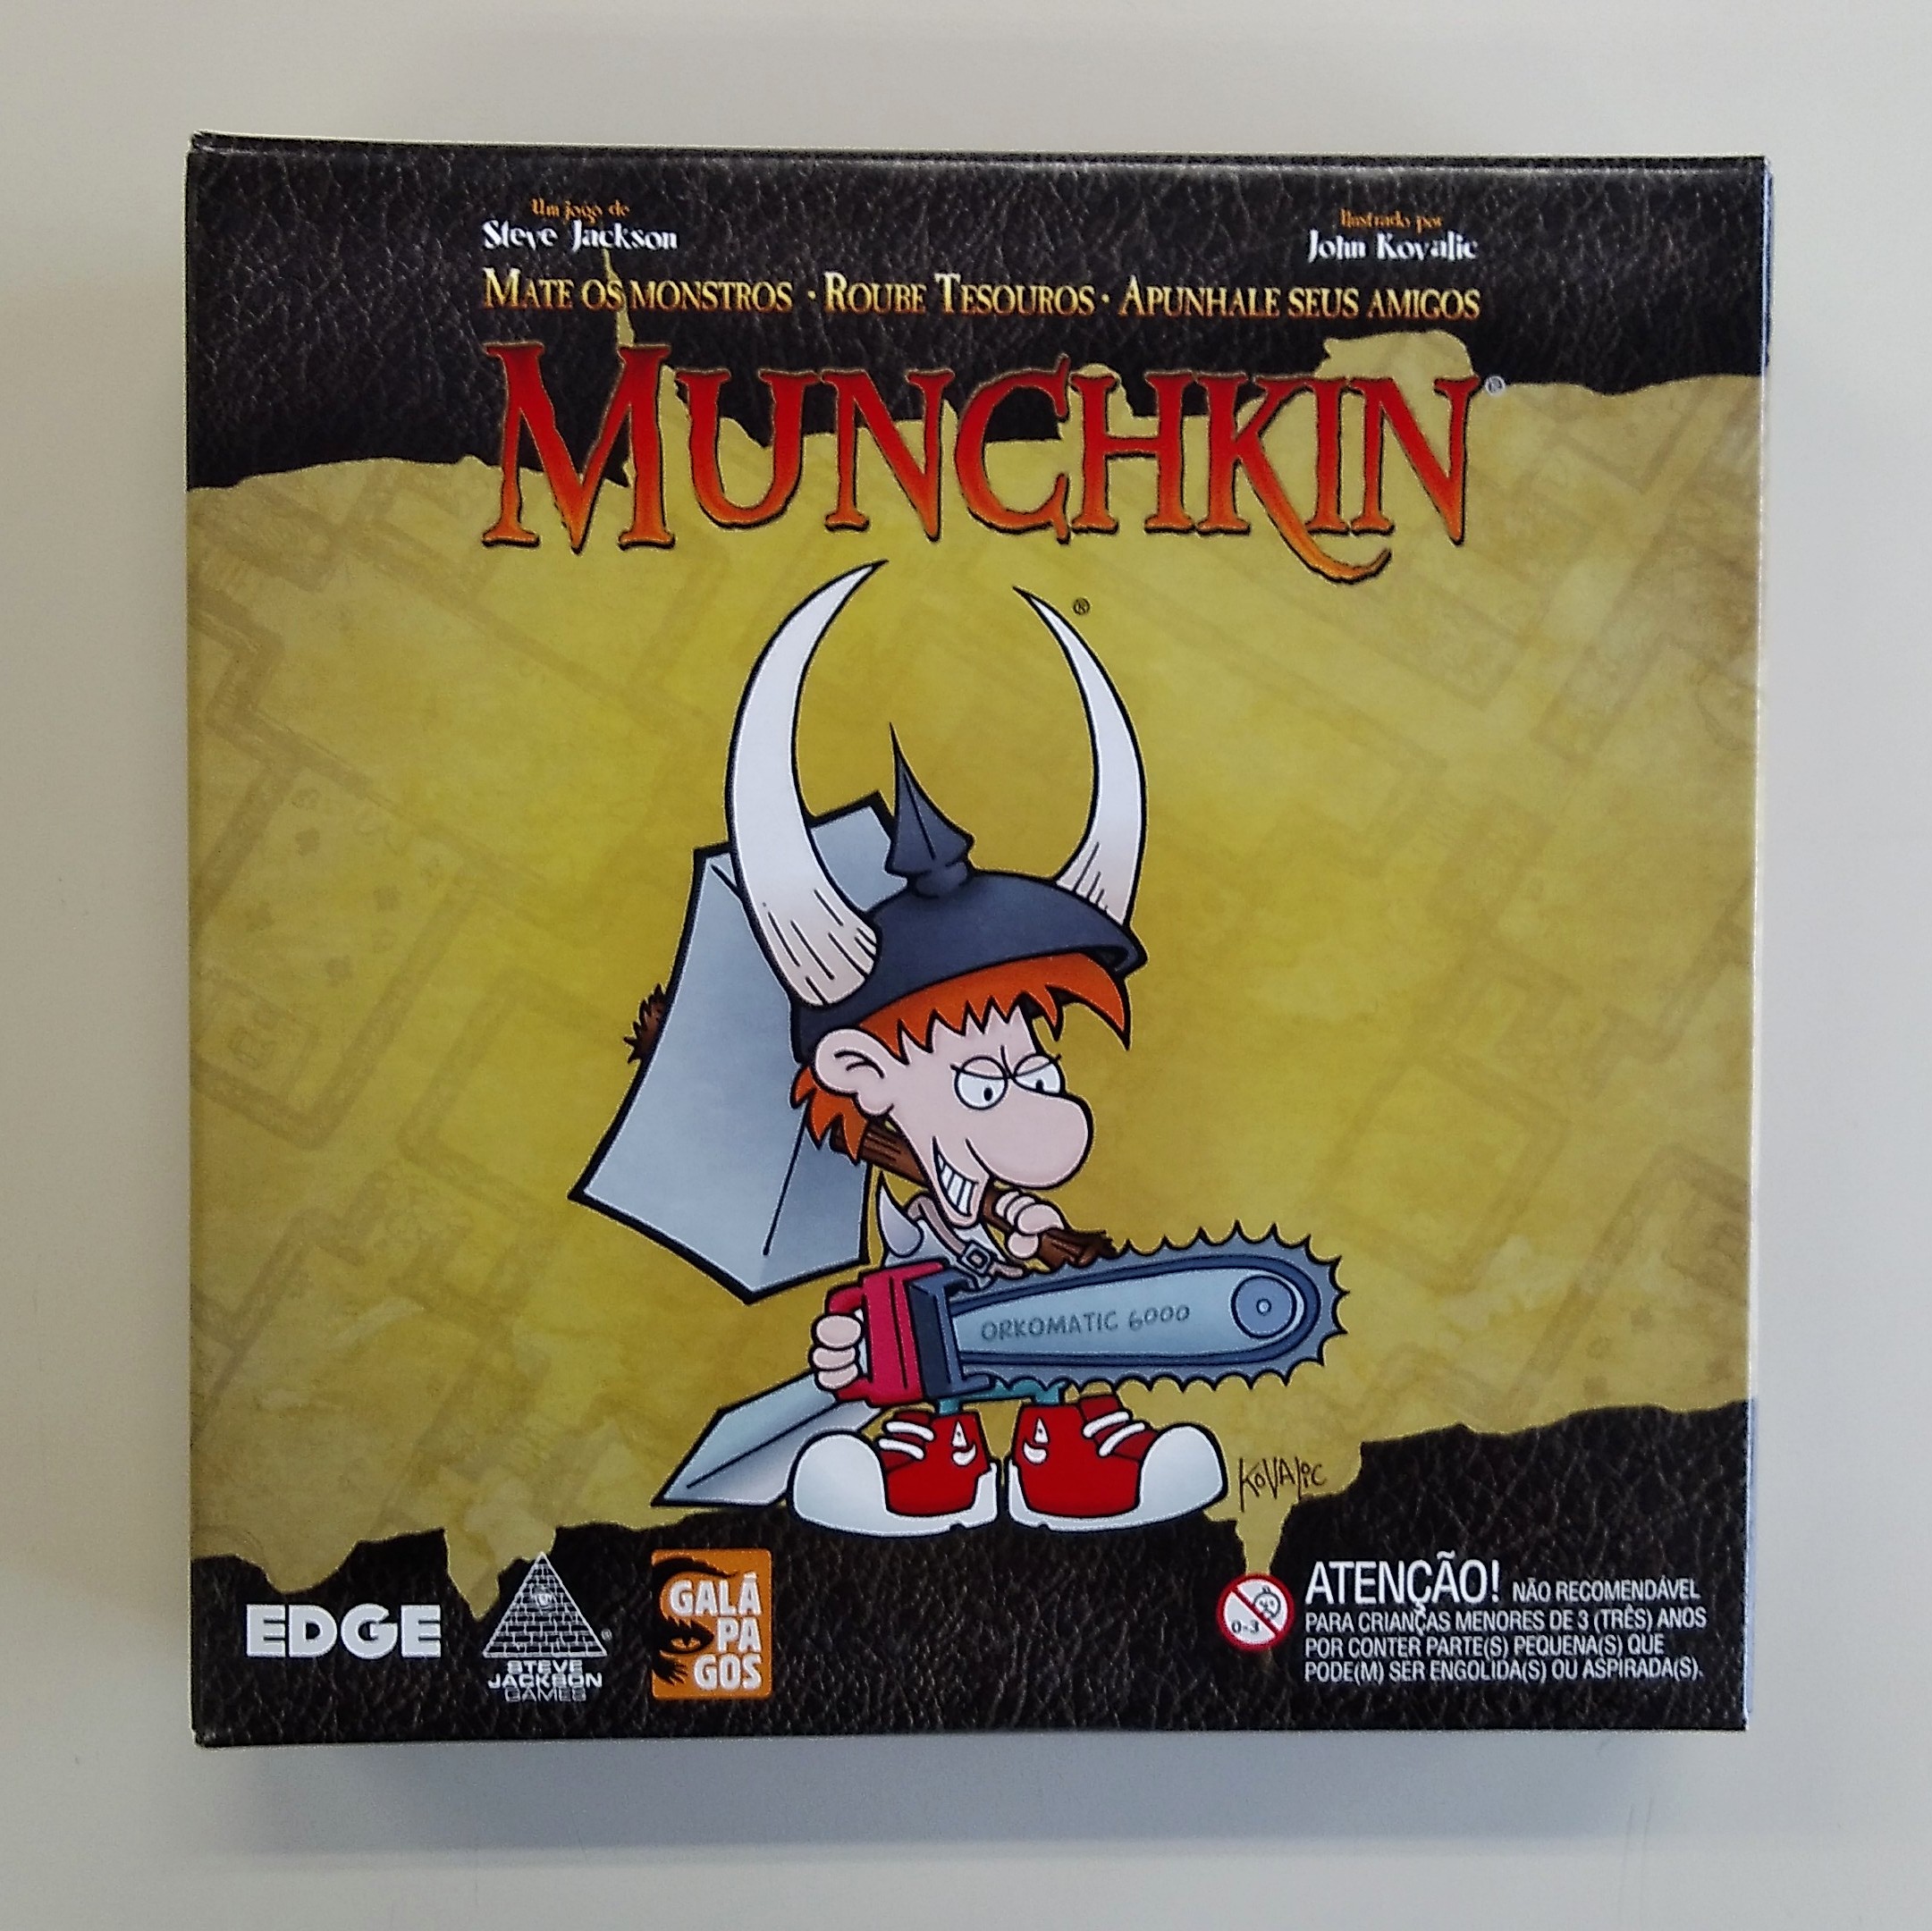 Um jogo de
Steve Jackson
Ilustrado por
John Kovalic
MATE OS MONSTROS · ROUBE TESOUROS · APUNHALE SEUS AMIGOS
MUNCHKIN®
®
ORKOMATIC 6000
KOVALIC
EDGE
STEVE
JACKSON
GAMES
®
GALÁ
PA
GOS
0-3
ATENÇÃO! NÃO RECOMENDÁVEL
PARA CRIANÇAS MENORES DE 3 (TRÊS) ANOS
POR CONTER PARTE(S) PEQUENA(S) QUE
PODE(M) SER ENGOLIDA(S) OU ASPIRADA(S).